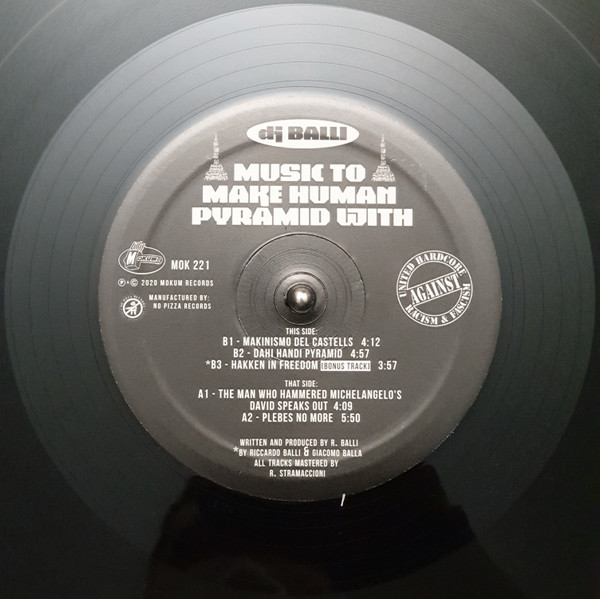 dj BALLI
MUSIC TO
MAKE HUMAN
PYRAMID WITH
MOKUM
MOK 221
℗+© 2020 MOKUM RECORDS
MANUFACTURED BY:
NO PIZZA RECORDS
UNITED HARDCORE
AGAINST
RACISM & FASCISM
THIS SIDE:
B1 - MAKINISMO DEL CASTELLS 4:12
B2 - DAHI HANDI PYRAMID 4:57
*B3 - HAKKEN IN FREEDOM [BONUS TRACK] 3:57
THAT SIDE:
A1 - THE MAN WHO HAMMERED MICHELANGELO'S
DAVID SPEAKS OUT 4:09
A2 - PLEBES NO MORE 5:50
WRITTEN AND PRODUCED BY R. BALLI
*BY RICCARDO BALLI & GIACOMO BALLA
ALL TRACKS MASTERED BY
R. STRAMACCIONI